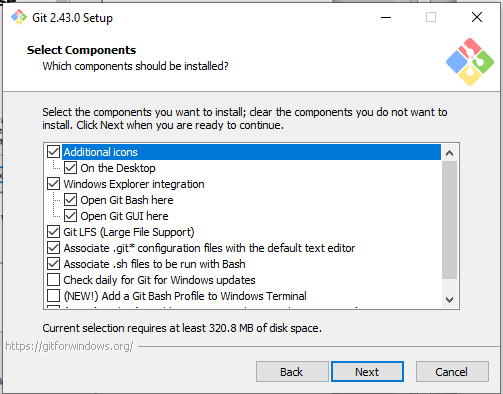 Git 2.43.0 Setup
Select Components
Which components should be installed?
Select the components you want to install; clear the components you do not want to
install. Click Next when you are ready to continue.
Additional icons
On the Desktop
Windows Explorer integration
Open Git Bash here
Open Git GUI here
Git LFS (Large File Support)
Associate .git* configuration files with the default text editor
Associate .sh files to be run with Bash
Check daily for Git for Windows updates
(NEW!) Add a Git Bash Profile to Windows Terminal
Current selection requires at least 320.8 MB of disk space.
https://gitforwindows.org/
Back
Next
Cancel